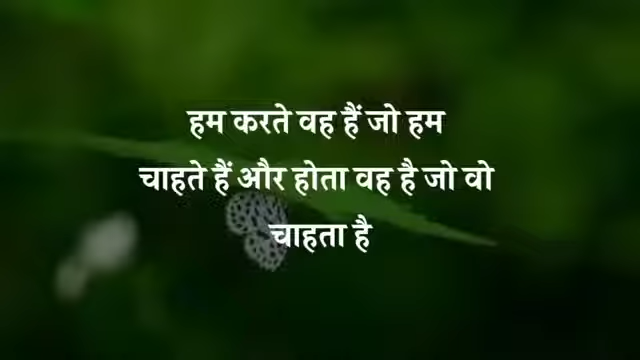 हम करते वह हैं जो हम
चाहते हैं और होता वह है जो वो
चाहता है